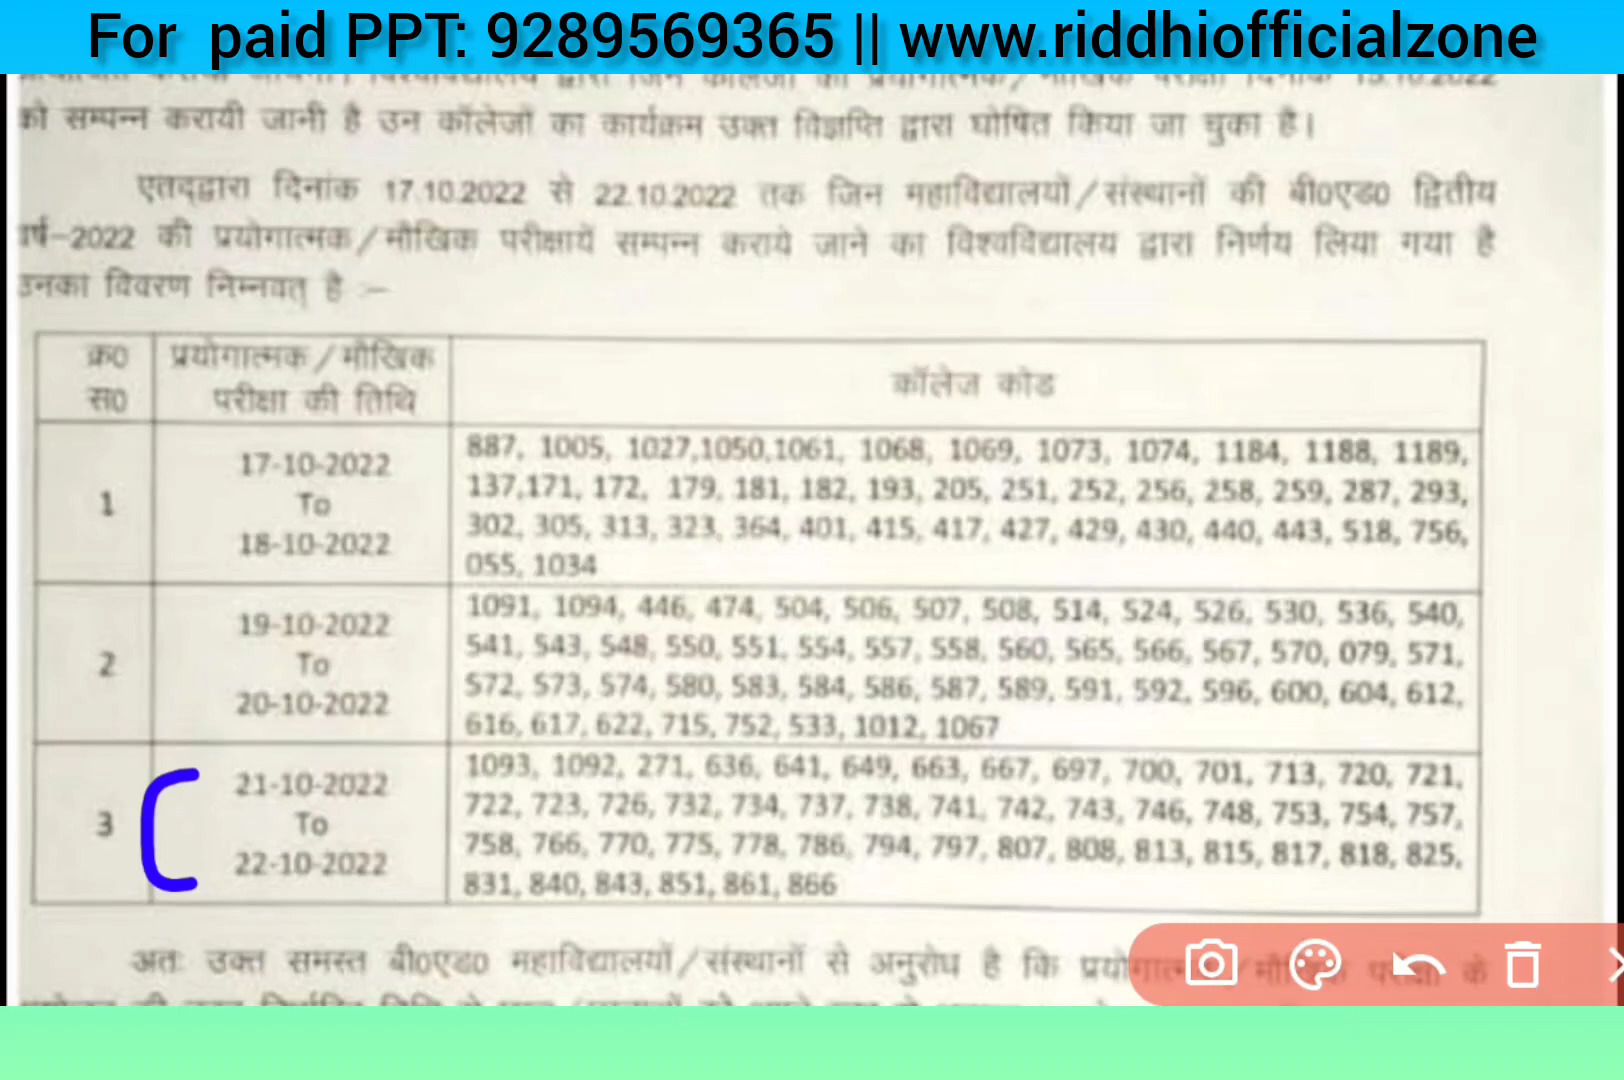 For paid PPT: 9289569365 || www.riddhiofficialzone
को सम्पन्न करायी जानी है उन कॉलेजों का कार्यक्रम उक्त विज्ञप्ति द्वारा घोषित किया जा चुका है।
एतद्द्वारा दिनांक 17.10.2022 से 22.10.2022 तक जिन महाविद्यालयों/संस्थानों की बी0एड0 द्वितीय
र्ष-2022 की प्रयोगात्मक/मौखिक परीक्षायें सम्पन्न कराये जाने का विश्वविद्यालय द्वारा निर्णय लिया गया है
उनका विवरण निम्नवत् है :-
क्र0 स0
प्रयोगात्मक/मौखिक परीक्षा की तिथि
कॉलेज कोड
1
17-10-2022
To
18-10-2022
887, 1005, 1027,1050,1061, 1068, 1069, 1073, 1074, 1184, 1188, 1189,
137,171, 172, 179, 181, 182, 193, 205, 251, 252, 256, 258, 259, 287, 293,
302, 305, 313, 323, 364, 401, 415, 417, 427, 429, 430, 440, 443, 518, 756,
055, 1034
2
19-10-2022
To
20-10-2022
1091, 1094, 446, 474, 504, 506, 507, 508, 514, 524, 526, 530, 536, 540,
541, 543, 548, 550, 551, 554, 557, 558, 560, 565, 566, 567, 570, 079, 571,
572, 573, 574, 580, 583, 584, 586, 587, 589, 591, 592, 596, 600, 604, 612,
616, 617, 622, 715, 752, 533, 1012, 1067
3
21-10-2022
To
22-10-2022
1093, 1092, 271, 636, 641, 649, 663, 667, 697, 700, 701, 713, 720, 721,
722, 723, 726, 732, 734, 737, 738, 741, 742, 743, 746, 748, 753, 754, 757,
758, 766, 770, 775, 778, 786, 794, 797, 807, 808, 813, 815, 817, 818, 825,
831, 840, 843, 851, 861, 866
अतः उक्त समस्त बी0एड0 महाविद्यालयों/संस्थानों से अनुरोध है कि प्रयोगात्मक/मौखिक परीक्षा के